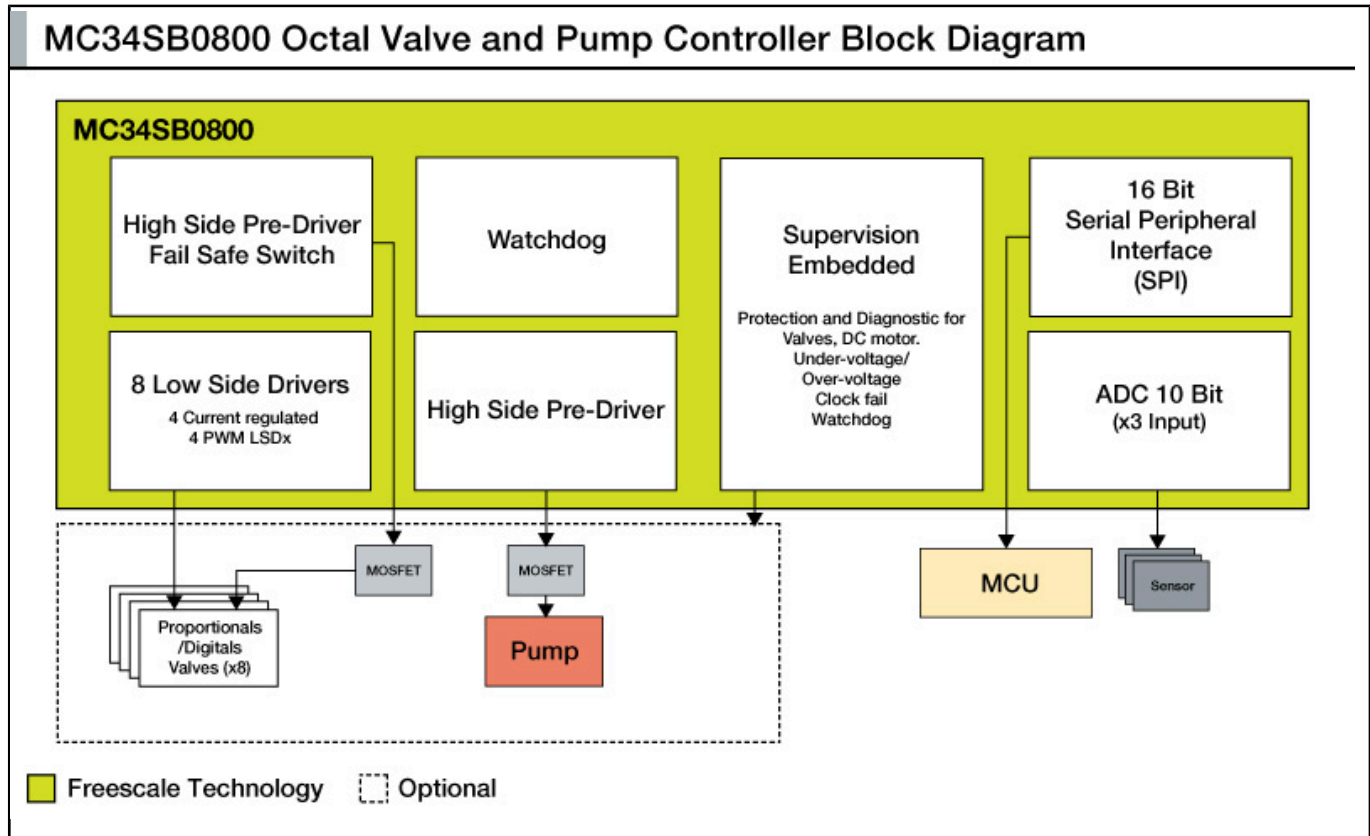 MC34SB0800 Octal Valve and Pump Controller Block Diagram
MC34SB0800
High Side Pre-Driver
Fail Safe Switch
Watchdog
Supervision
Embedded
Protection and Diagnostic for
Valves, DC motor.
Under-voltage/
Over-voltage
Clock fail
Watchdog
16 Bit
Serial Peripheral
Interface
(SPI)
8 Low Side Drivers
4 Current regulated
4 PWM LSDx
High Side Pre-Driver
ADC 10 Bit
(x3 Input)
MOSFET
MOSFET
MCU
Sensor
Proportionals
/Digitals
Valves (x8)
Pump
Freescale Technology
Optional